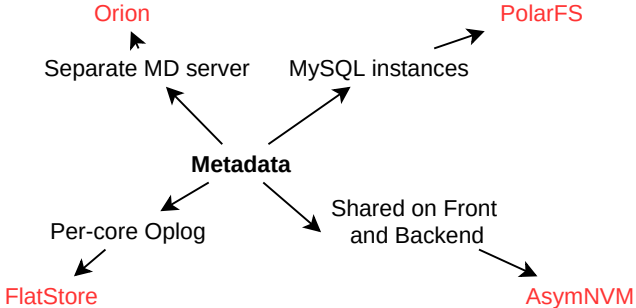 Orion
PolarFS
Separate MD server
MySQL instances
Metadata
Shared on Front
and Backend
Per-core Oplog
FlatStore
AsymNVM